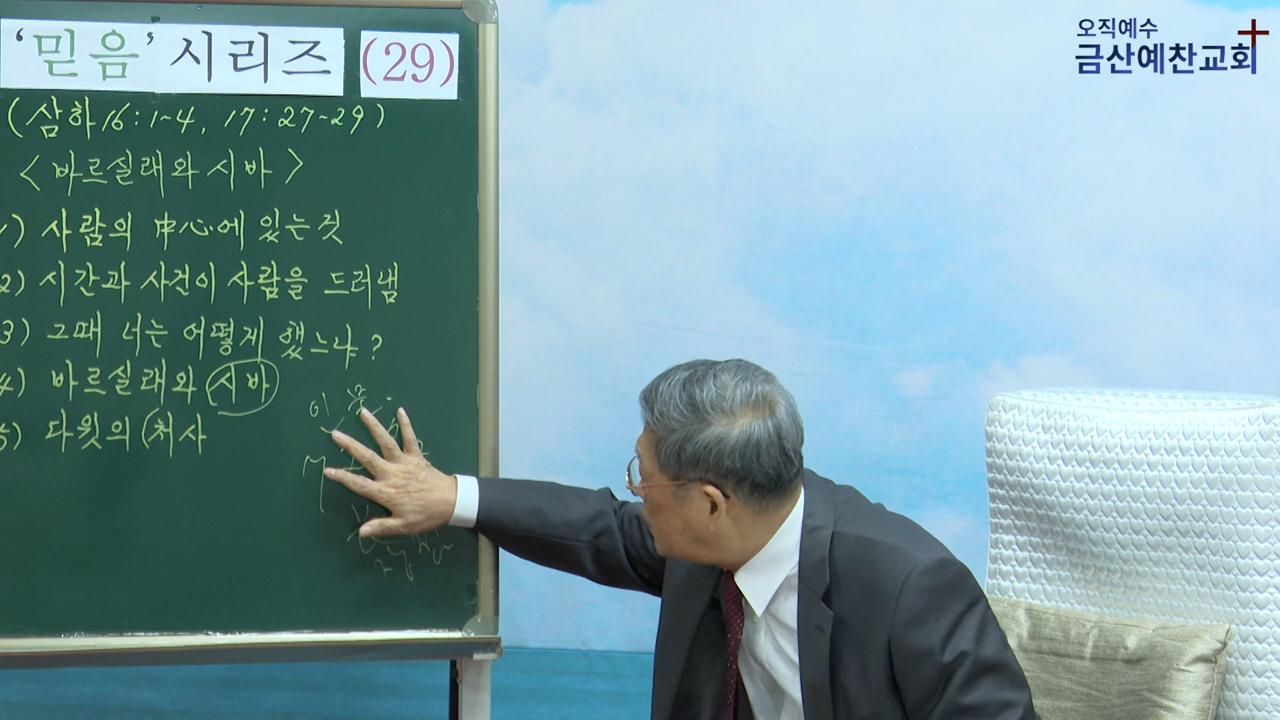 '믿음' 시리즈 (29)
(삼하16:1~4, 17:27~29)
<바르실래와 시바>
1) 사람의 中心에 있는것
2) 시간과 사건이 사람을 드러냄
3) 그때 너는 어떻게 했느냐?
4) 바르실래와 시바
5) 다윗의 (처사
오직예수
금산예찬교회